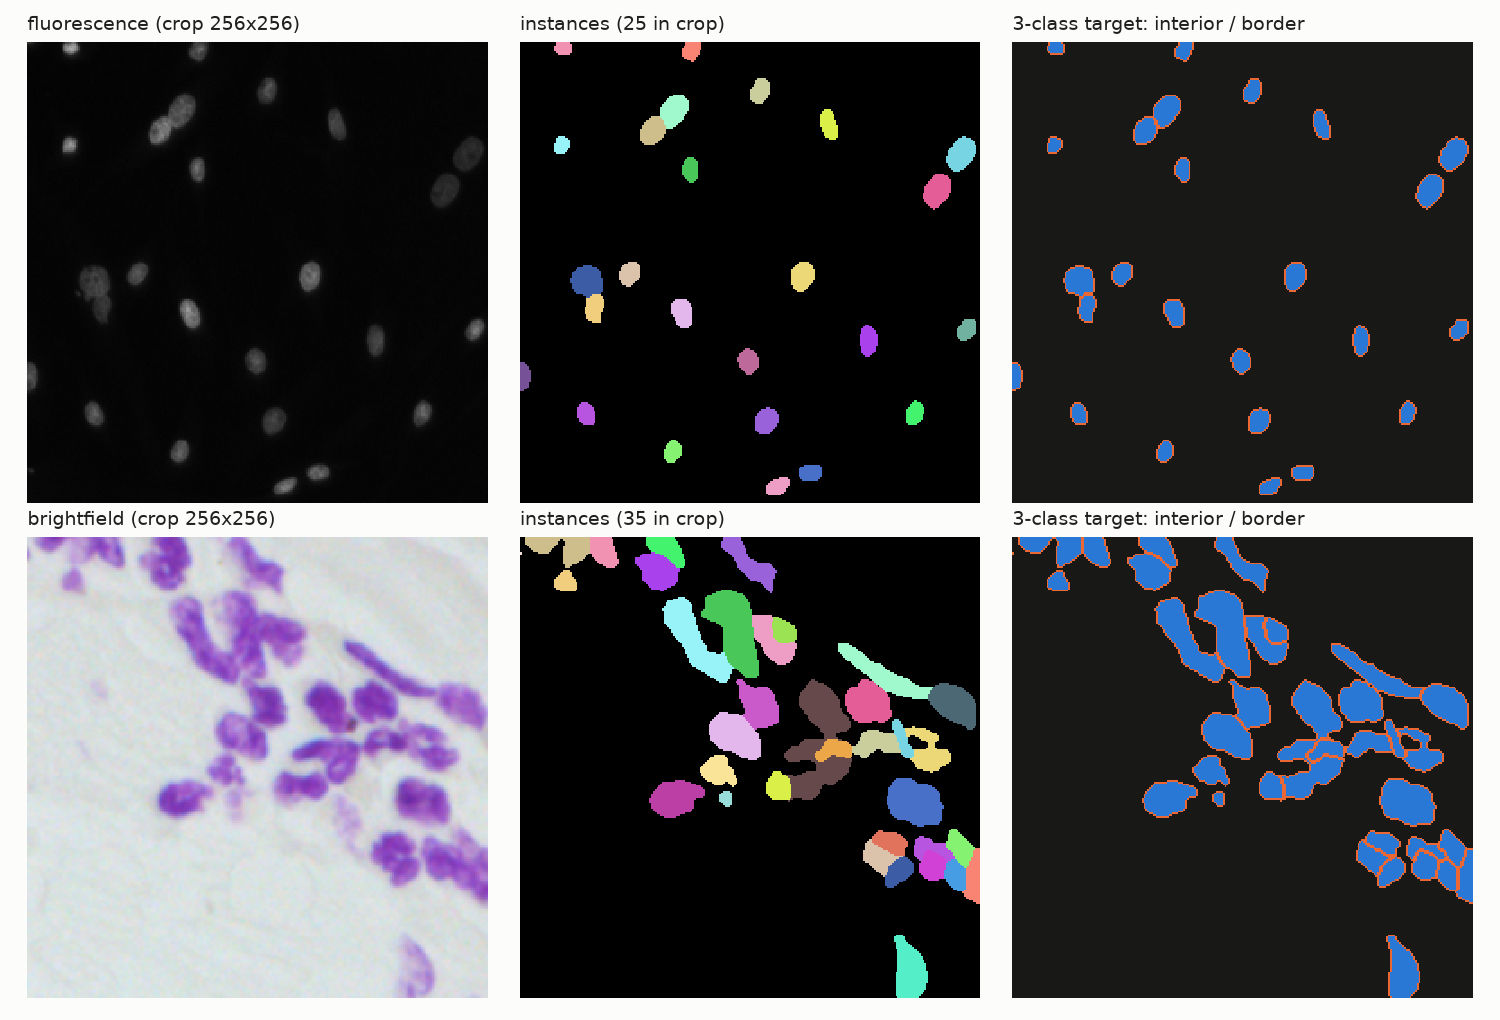 fluorescence (crop 256x256)
instances (25 in crop)
3-class target: interior / border
brightfield (crop 256x256)
instances (35 in crop)
3-class target: interior / border